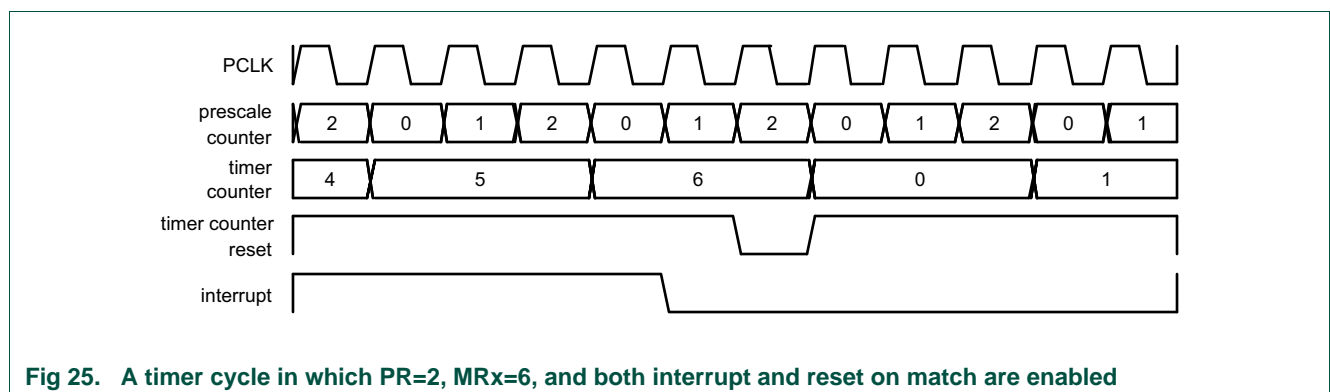 PCLK
prescale
counter
2 0 1 2 0 1 2 0 1 2 0 1
timer
counter
4 5 6 0 1
timer counter
reset
interrupt
Fig 25. A timer cycle in which PR=2, MRx=6, and both interrupt and reset on match are enabled